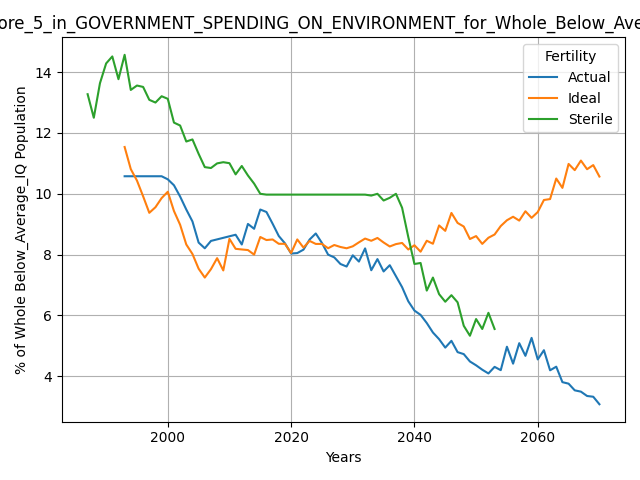 ore_5_in_GOVERNMENT_SPENDING_ON_ENVIRONMENT_for_Whole_Below_Ave
Fertility
Actual
Ideal
Sterile
% of Whole Below_Average_IQ Population
14
12
10
8
6
4
2000
2020
2040
2060
Years